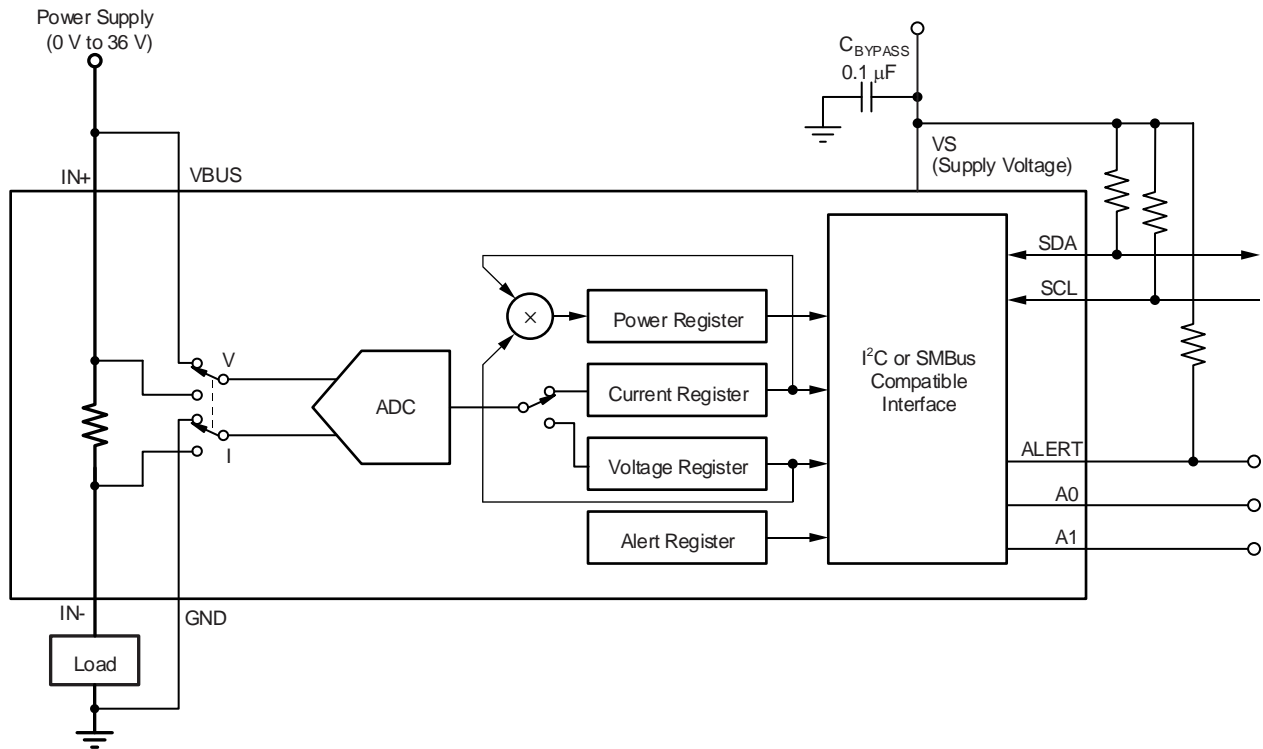 Power Supply
(0 V to 36 V)
C_BYPASS
0.1 μF
VS
(Supply Voltage)
IN+
VBUS
SDA
SCL
V
I
ADC
×
Power Register
Current Register
Voltage Register
Alert Register
I²C or SMBus
Compatible
Interface
ALERT
A0
A1
IN-
GND
Load